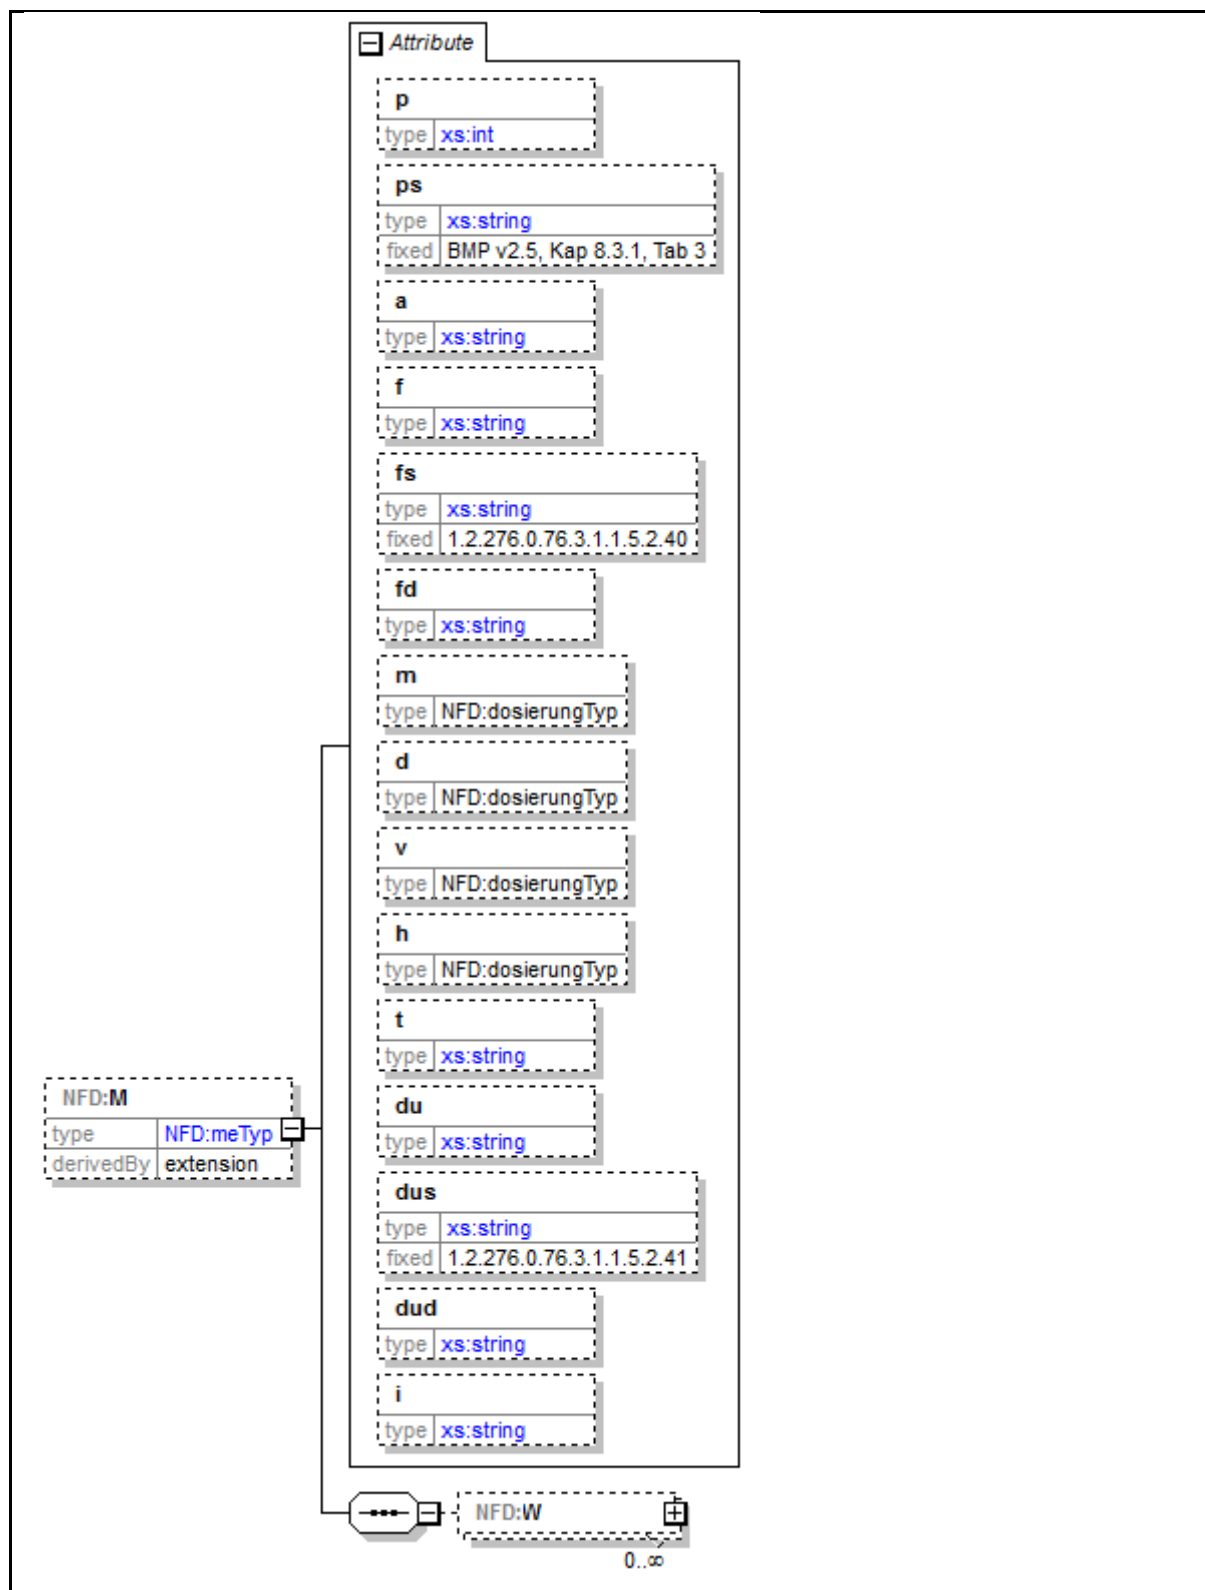 Attribute
p
type xs:int
ps
type xs:string
fixed BMP v2.5, Kap 8.3.1, Tab 3
a
type xs:string
f
type xs:string
fs
type xs:string
fixed 1.2.276.0.76.3.1.1.5.2.40
fd
type xs:string
m
type NFD:dosierungTyp
d
type NFD:dosierungTyp
v
type NFD:dosierungTyp
h
type NFD:dosierungTyp
t
type xs:string
du
type xs:string
dus
type xs:string
fixed 1.2.276.0.76.3.1.1.5.2.41
dud
type xs:string
i
type xs:string
NFD:M
type NFD:meTyp
derivedBy extension
NFD:W
0..∞